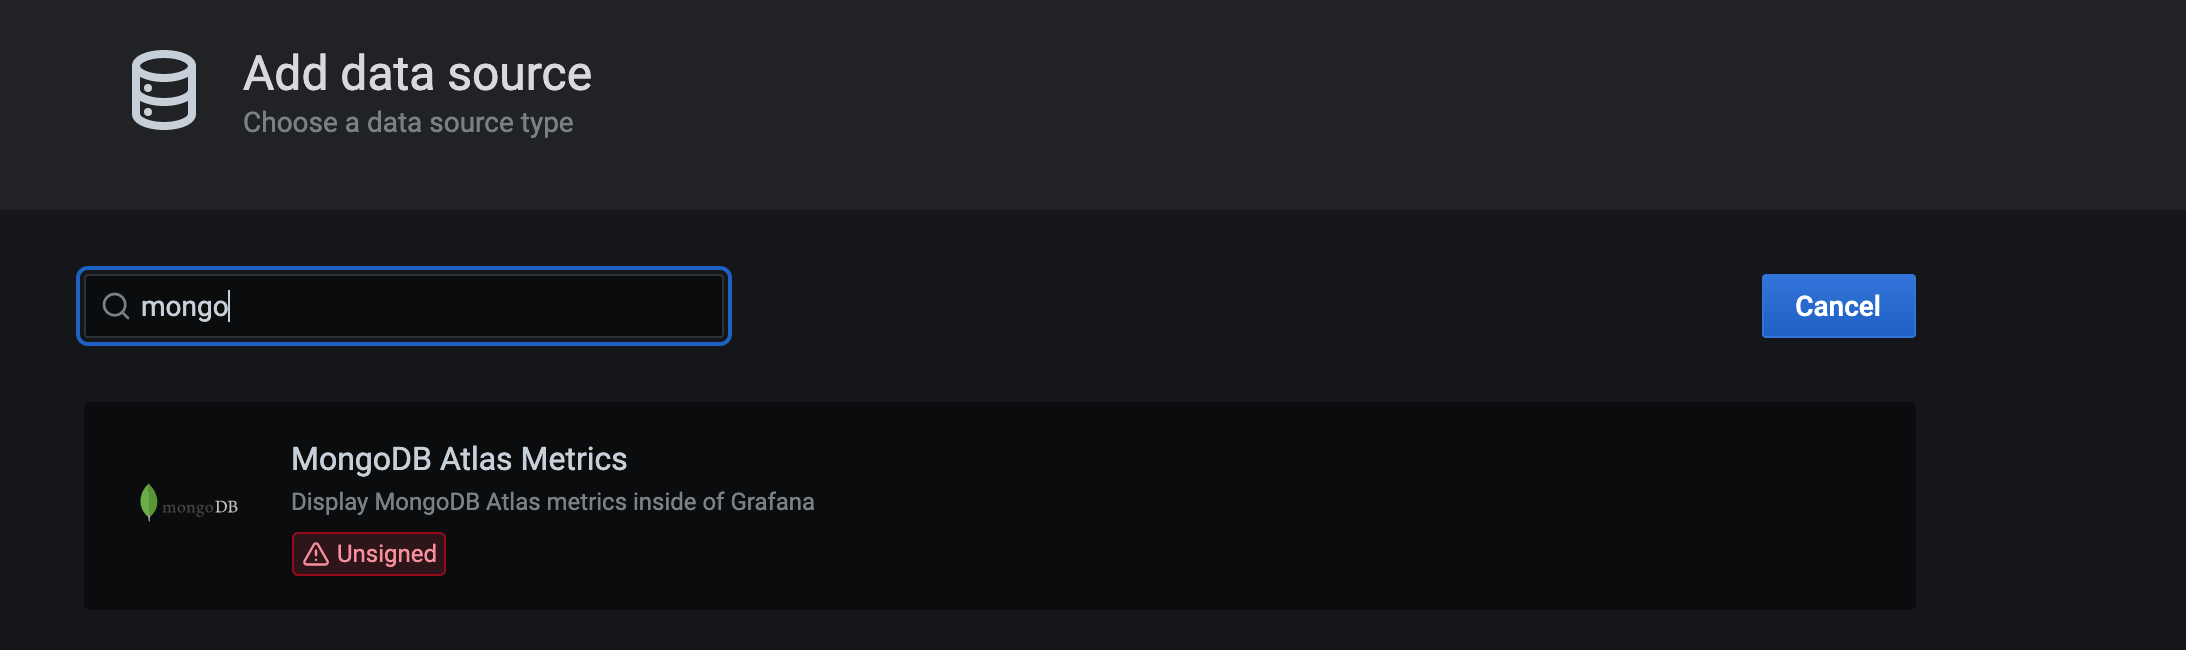 Add data source
Choose a data source type
mongo
Cancel
MongoDB Atlas Metrics
mongoDB
Display MongoDB Atlas metrics inside of Grafana
Unsigned